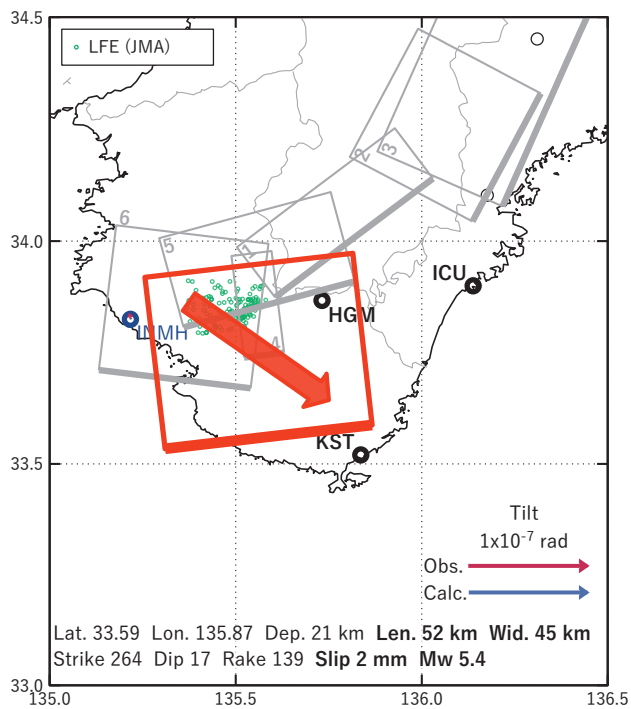 34.5
LFE (JMA)
2
3
34.0
6
5
1
ICU
HGM
INMH
4
KST
33.5
Tilt
1x10-7 rad
Obs.
Calc.
Lat. 33.59 Lon. 135.87 Dep. 21 km Len. 52 km Wid. 45 km
Strike 264 Dip 17 Rake 139 Slip 2 mm Mw 5.4
33.0
135.0 135.5 136.0 136.5